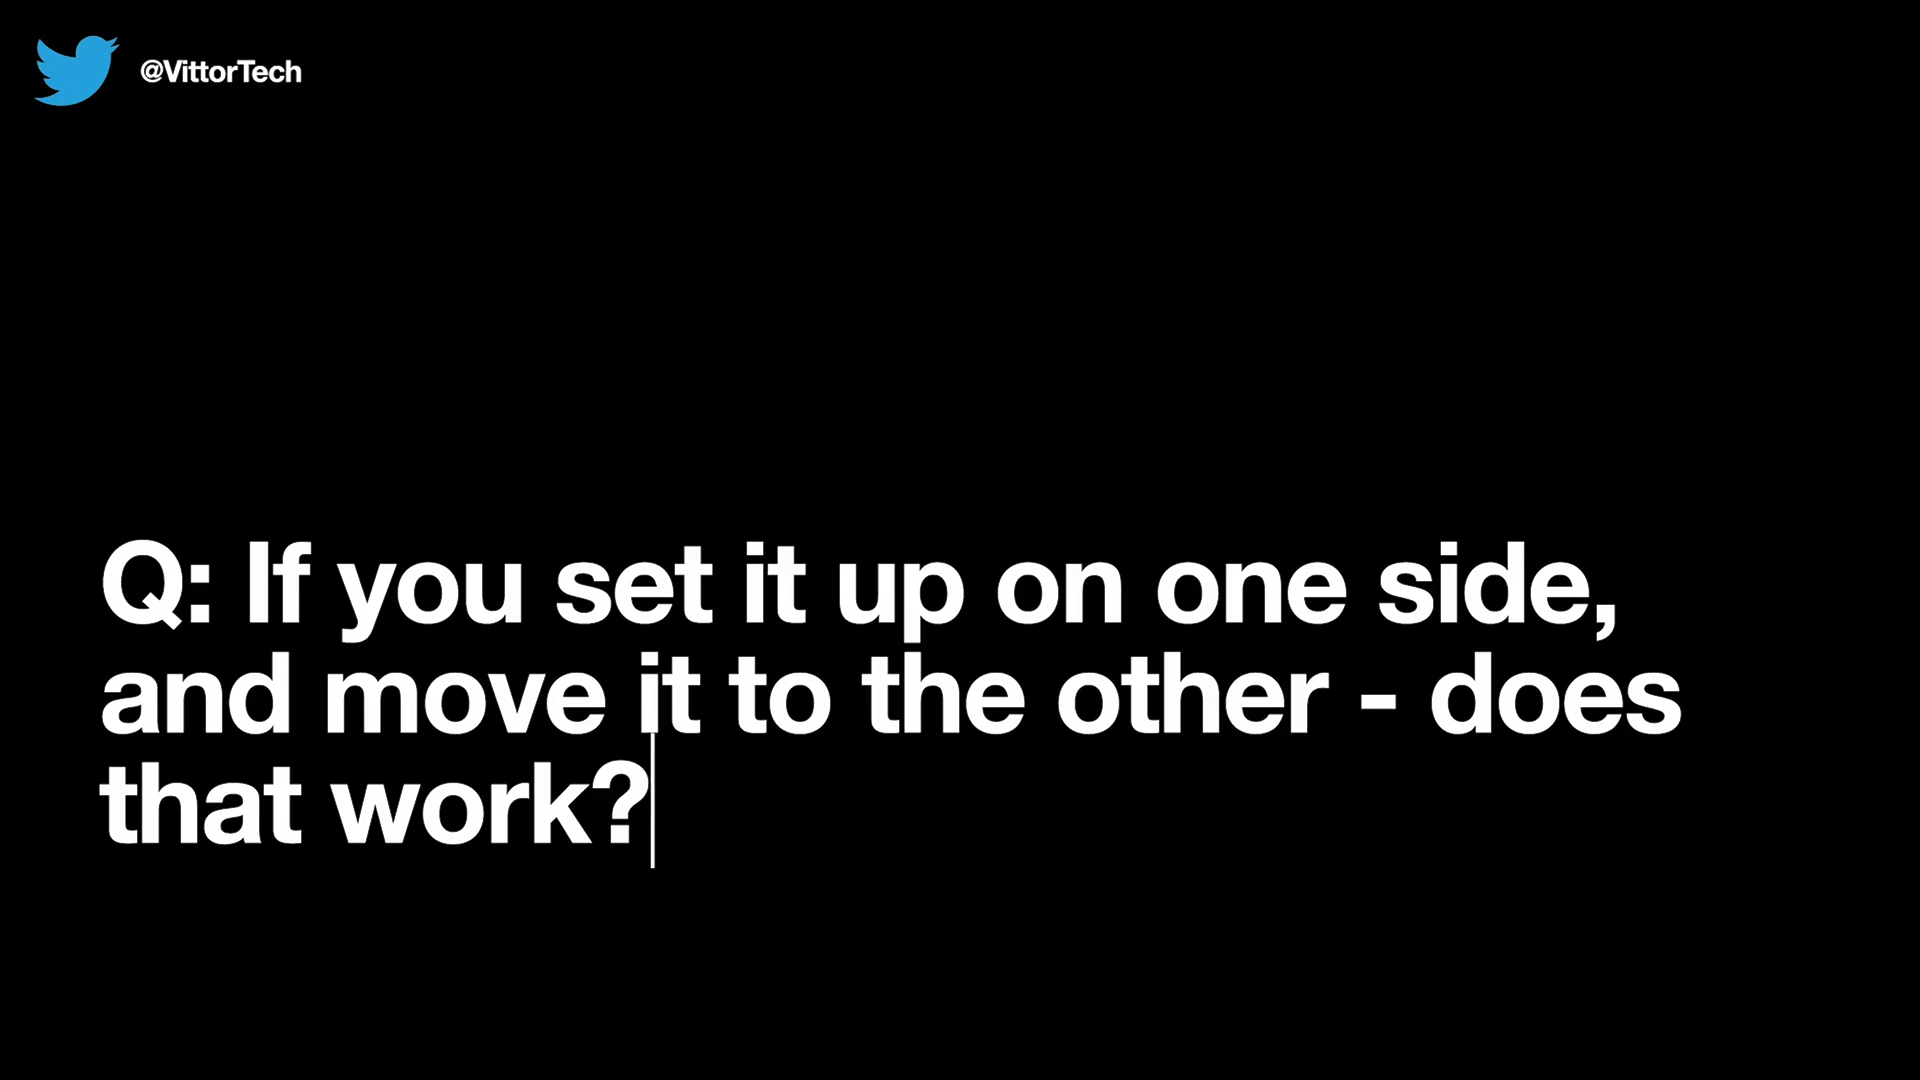 @VittorTech
Q: If you set it up on one side,
and move it to the other - does
that work?